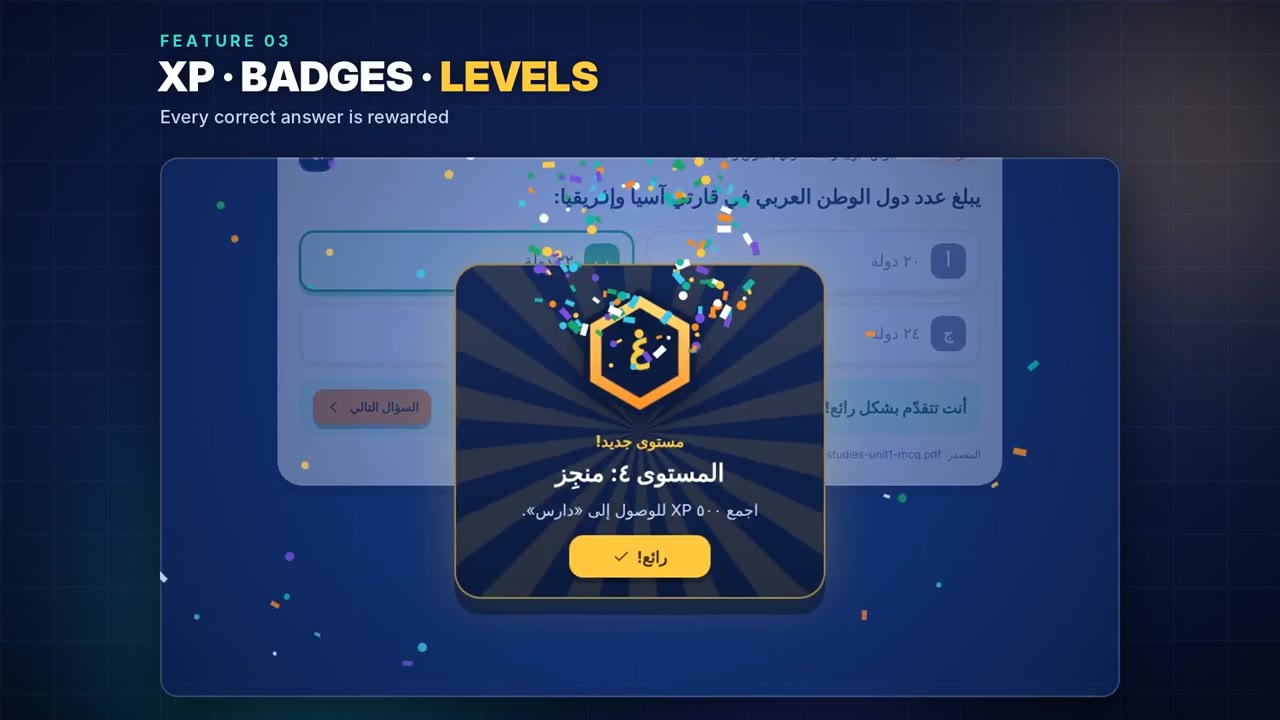 FEATURE 03
XP · BADGES · LEVELS
Every correct answer is rewarded
يبلغ عدد دول الوطن العربي في قارتي آسيا وإفريقيا:
أ ٢٠ دولة
ب ٢٢ دولة
ج ٢٤ دولة
أنت تتقدّم بشكل رائع!
السؤال التالي
المصدر: studies-unit1-mcq.pdf
غ
مستوى جديد!
المستوى ٤: منجِز
اجمع ٥٠٠ XP للوصول إلى «دارس».
رائع!